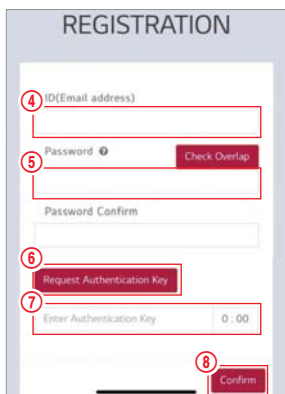 REGISTRATION
④ ID(Email address)
Password ?
Check Overlap
⑤
Password Confirm
⑥
Request Authentication Key
⑦
Enter Authentication Key 0 : 00
⑧
Confirm